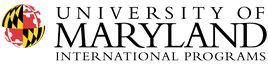 UNIVERSITY OF
MARYLAND
INTERNATIONAL PROGRAMS